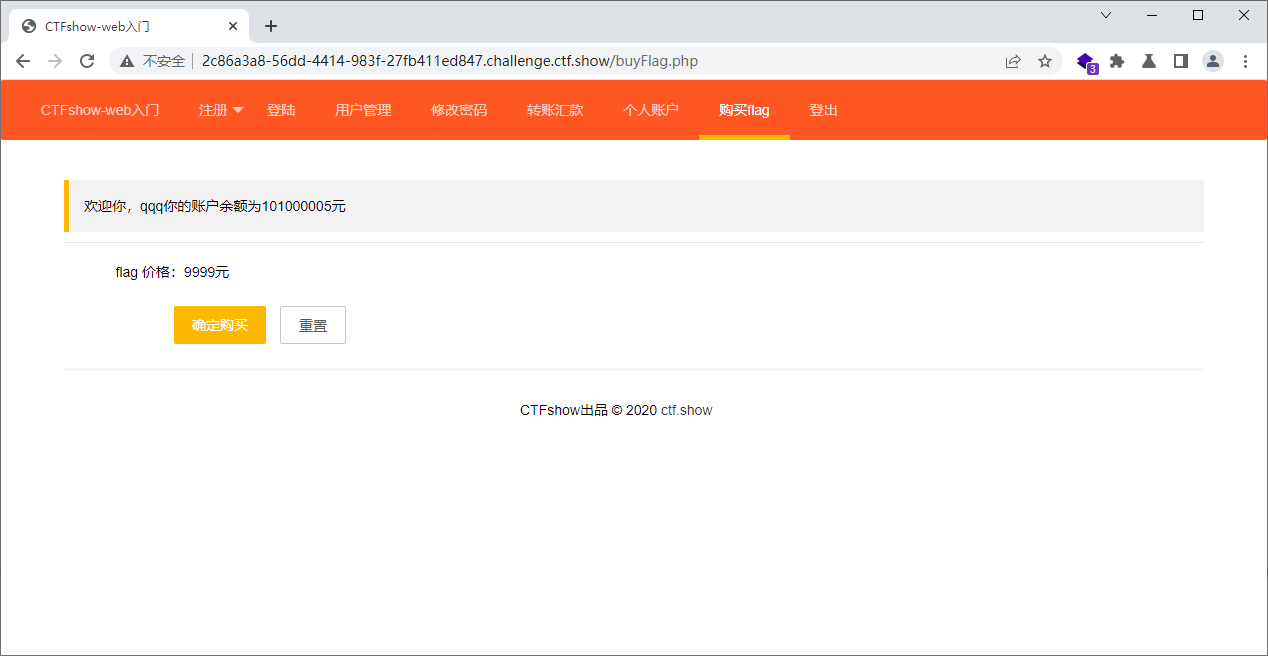 CTFshow-web入门
不安全 2c86a3a8-56dd-4414-983f-27fb411ed847.challenge.ctf.show/buyFlag.php
3
CTFshow-web入门 注册 登陆 用户管理 修改密码 转账汇款 个人账户 购买flag 登出
欢迎你，qqq你的账户余额为101000005元
flag 价格：9999元
确定购买 重置
CTFshow出品 © 2020 ctf.show